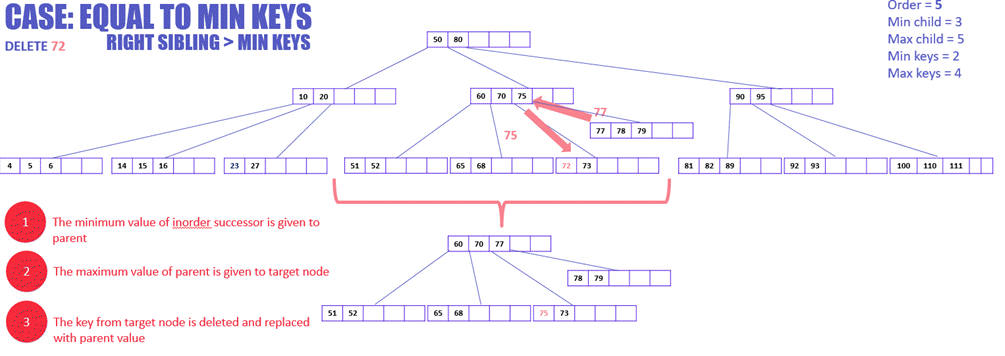 CASE: EQUAL TO MIN KEYS
RIGHT SIBLING > MIN KEYS
DELETE 72
Order = 5
Min child = 3
Max child = 5
Min keys = 2
Max keys = 4
50 80
10 20
60 70 75
90 95
77
77 78 79
75
4 5 6
14 15 16
23 27
51 52
65 68
72 73
81 82 89
92 93
100 110 111
1
The minimum value of inorder successor is given to
parent
2
The maximum value of parent is given to target node
3
The key from target node is deleted and replaced
with parent value
60 70 77
78 79
51 52
65 68
75 73